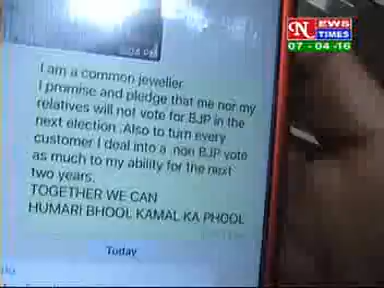 NEWS
TIMES
07 - 04 -16
:04 PM
I am a common jeweller
I promise and pledge that me nor my
relatives will not vote for BJP in the
next election .Also to turn every
customer I deal into a non BJP vote
as much to my ability for the next
two years.
TOGETHER WE CAN
HUMARI BHOOL KAMAL KA PHOOL
Today